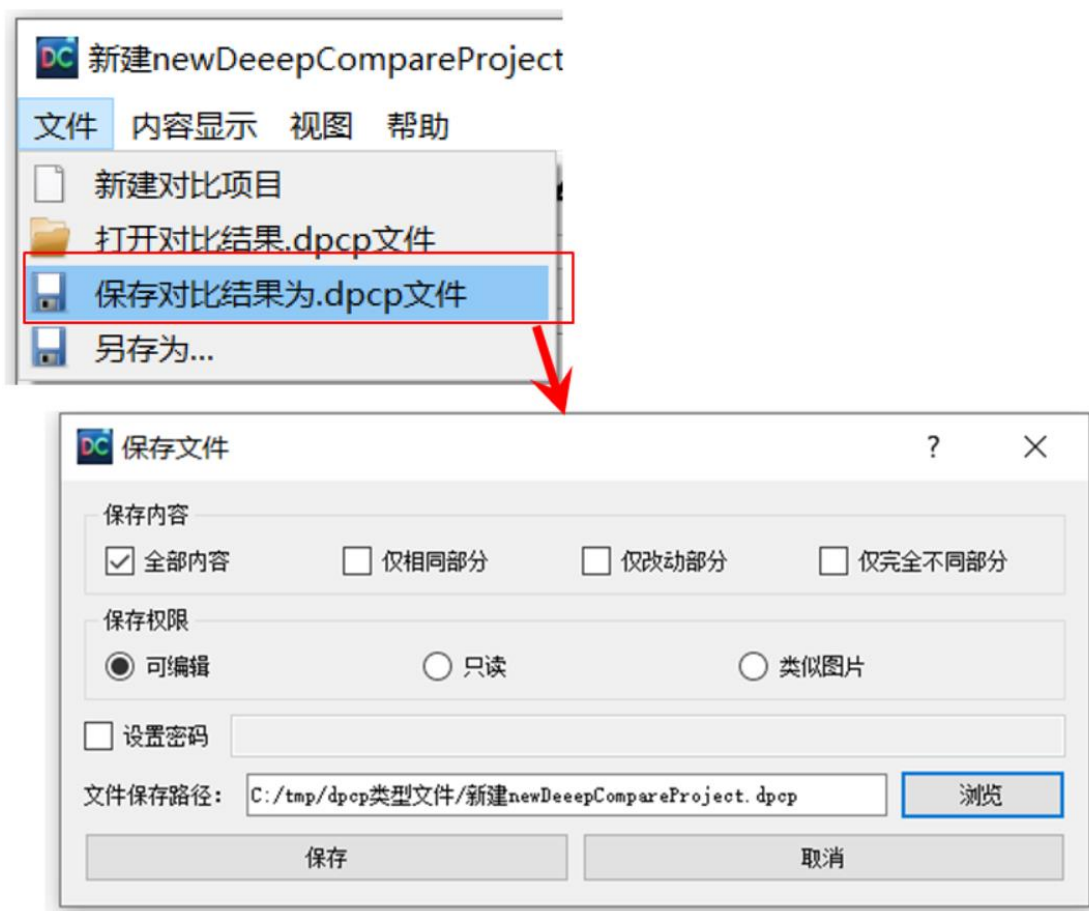 DC 新建newDeeepCompareProject
文件 内容显示 视图 帮助
新建对比项目
打开对比结果.dpcp文件
保存对比结果为.dpcp文件
另存为...
DC 保存文件 ? ×
保存内容
全部内容 仅相同部分 仅改动部分 仅完全不同部分
保存权限
可编辑 只读 类似图片
设置密码
文件保存路径: C:/tmp/dpcp类型文件/新建newDeeepCompareProject.dpcp 浏览
保存 取消